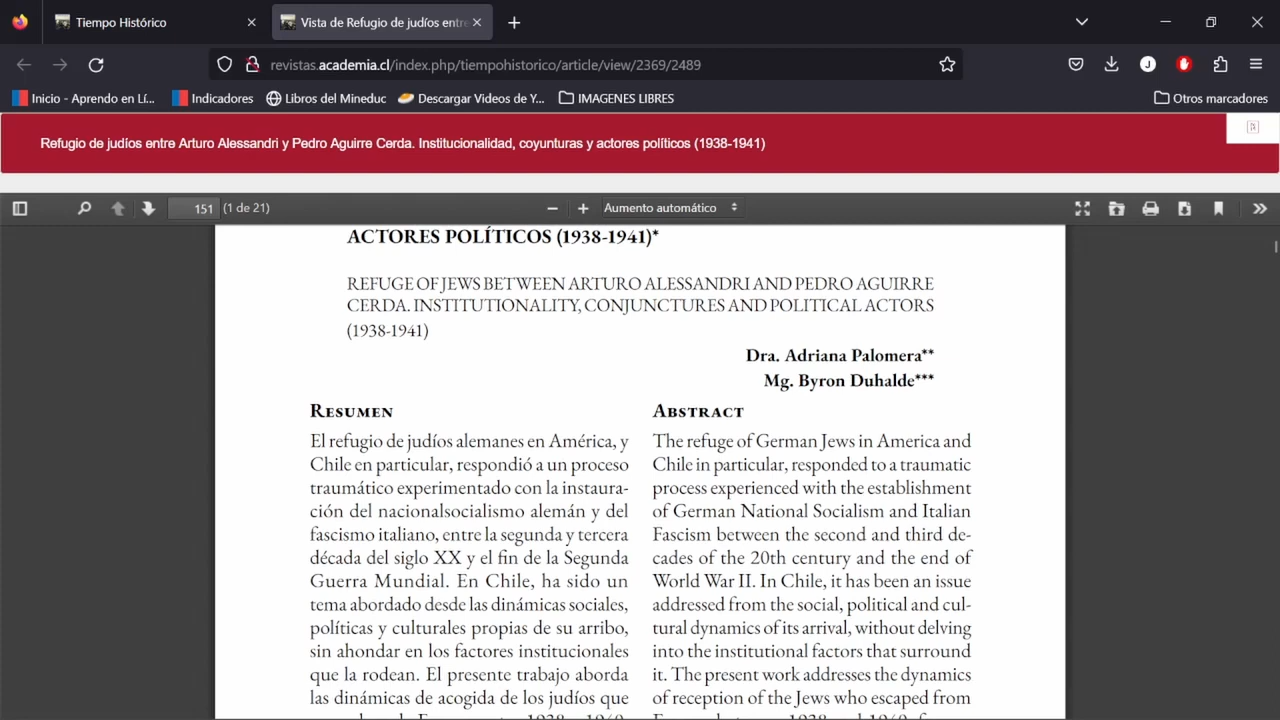 Tiempo Histórico
Vista de Refugio de judíos entre
revistas.academia.cl/index.php/tiempohistorico/article/view/2369/2489
J
Inicio - Aprendo en Lí...
Indicadores
Libros del Mineduc
Descargar Videos de Y...
IMAGENES LIBRES
Otros marcadores
Refugio de judíos entre Arturo Alessandri y Pedro Aguirre Cerda. Institucionalidad, coyunturas y actores políticos (1938-1941)
151 (1 de 21)
Aumento automático
ACTORES POLÍTICOS (1938-1941)*
REFUGE OF JEWS BETWEEN ARTURO ALESSANDRI AND PEDRO AGUIRRE
CERDA. INSTITUTIONALITY, CONJUNCTURES AND POLITICAL ACTORS
(1938-1941)
Dra. Adriana Palomera**
Mg. Byron Duhalde***
RESUMEN
El refugio de judíos alemanes en América, y
Chile en particular, respondió a un proceso
traumático experimentado con la instaura-
ción del nacionalsocialismo alemán y del
fascismo italiano, entre la segunda y tercera
década del siglo XX y el fin de la Segunda
Guerra Mundial. En Chile, ha sido un
tema abordado desde las dinámicas sociales,
políticas y culturales propias de su arribo,
sin ahondar en los factores institucionales
que la rodean. El presente trabajo aborda
las dinámicas de acogida de los judíos que
ABSTRACT
The refuge of German Jews in America and
Chile in particular, responded to a traumatic
process experienced with the establishment
of German National Socialism and Italian
Fascism between the second and third de-
cades of the 20th century and the end of
World War II. In Chile, it has been an issue
addressed from the social, political and cul-
tural dynamics of its arrival, without delving
into the institutional factors that surround
it. The present work addresses the dynamics
of reception of the Jews who escaped from